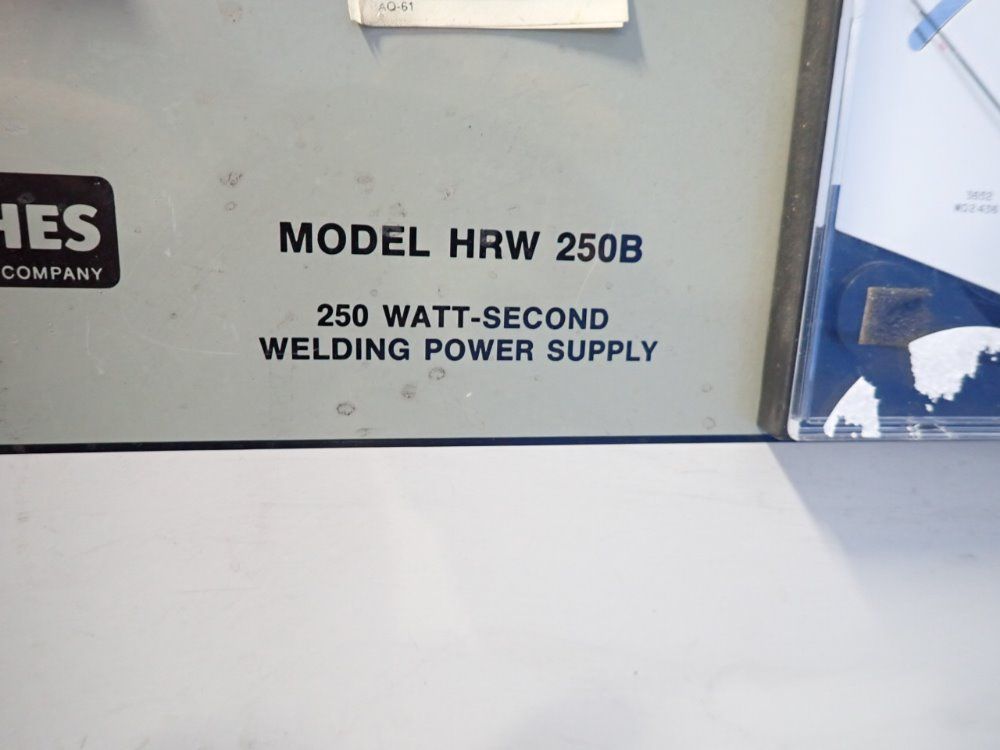 AQ-61
HES
COMPANY
MODEL HRW 250B
250 WATT-SECOND
WELDING POWER SUPPLY